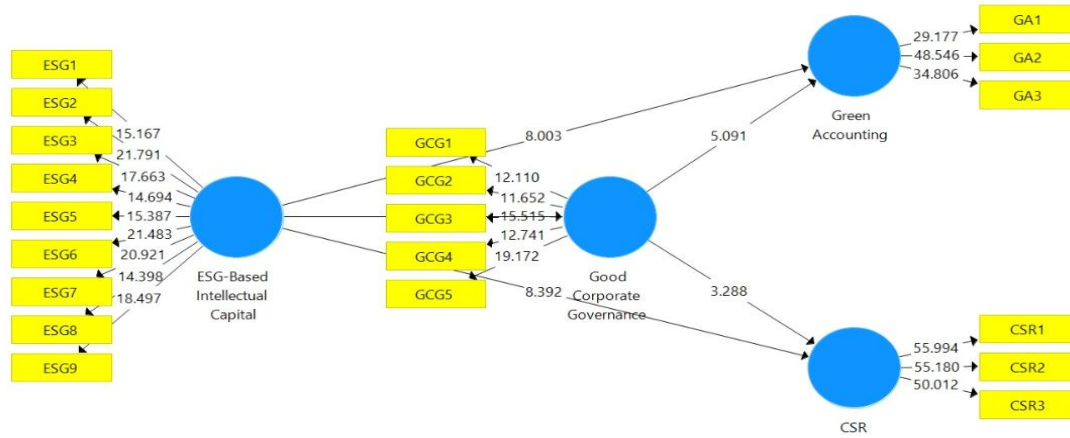 ESG1
ESG2
ESG3
ESG4
ESG5
ESG6
ESG7
ESG8
ESG9
15.167
21.791
17.663
14.694
15.387
21.483
20.921
14.398
18.497
ESG-Based
Intellectual
Capital
GCG1
GCG2
GCG3
GCG4
GCG5
12.110
11.652
15.515
12.741
19.172
Good
Corporate
Governance
8.003
5.091
8.392
3.288
Green
Accounting
29.177
48.546
34.806
GA1
GA2
GA3
CSR
55.994
55.180
50.012
CSR1
CSR2
CSR3